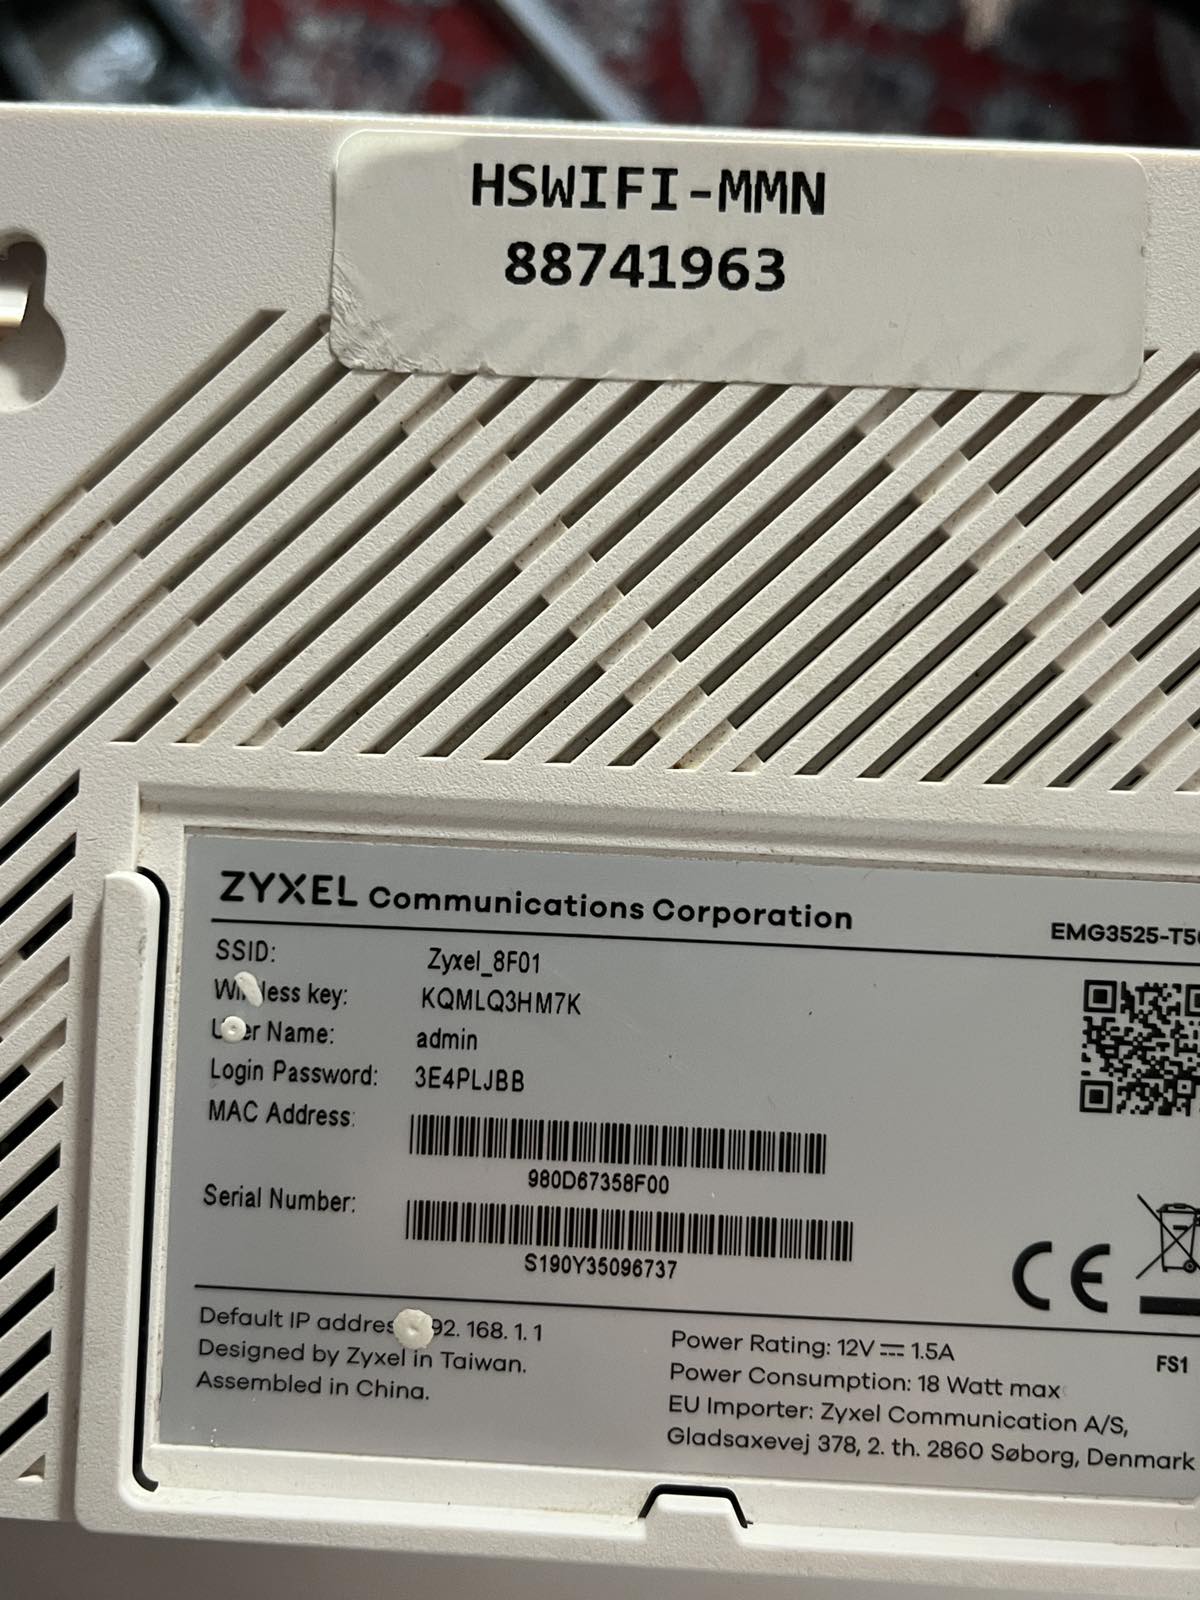 HSWIFI-MMN
88741963
ZYXEL Communications Corporation
EMG3525-T5
SSID: Zyxel_8F01
key: KQMLQ3HM7K
Name: admin
Login Password: 3E4PLJBB
MAC Address:
980D67358F00
Serial Number:
S190Y35096737
CE
Default IP 92.168.1.1
Designed by Zyxel in Taiwan.
Assembled in China.
Power Rating: 12V⎓1.5A
Power Consumption: 18 Watt max
EU Importer: Zyxel Communication A/S,
Gladsaxevej 378, 2. th. 2860 Søborg, Denmark
FS1